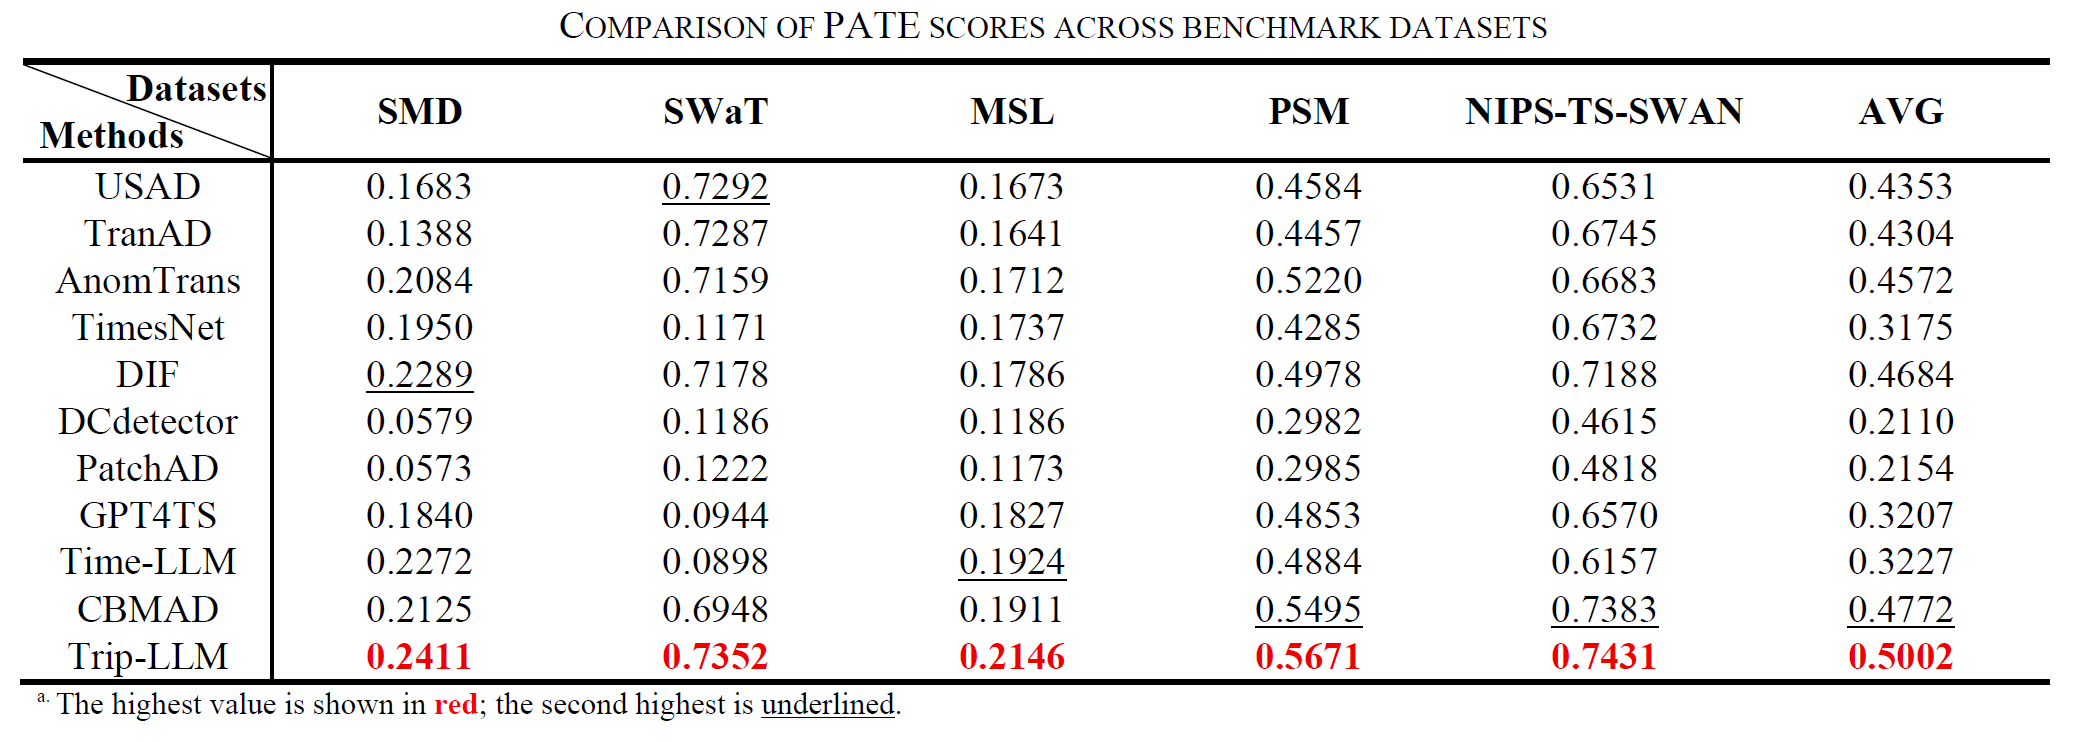 COMPARISON OF PATE SCORES ACROSS BENCHMARK DATASETS
Datasets
Methods SMD SWaT MSL PSM NIPS-TS-SWAN AVG
USAD 0.1683 0.7292 0.1673 0.4584 0.6531 0.4353
TranAD 0.1388 0.7287 0.1641 0.4457 0.6745 0.4304
AnomTrans 0.2084 0.7159 0.1712 0.5220 0.6683 0.4572
TimesNet 0.1950 0.1171 0.1737 0.4285 0.6732 0.3175
DIF 0.2289 0.7178 0.1786 0.4978 0.7188 0.4684
DCdetector 0.0579 0.1186 0.1186 0.2982 0.4615 0.2110
PatchAD 0.0573 0.1222 0.1173 0.2985 0.4818 0.2154
GPT4TS 0.1840 0.0944 0.1827 0.4853 0.6570 0.3207
Time-LLM 0.2272 0.0898 0.1924 0.4884 0.6157 0.3227
CBMAD 0.2125 0.6948 0.1911 0.5495 0.7383 0.4772
Trip-LLM 0.2411 0.7352 0.2146 0.5671 0.7431 0.5002
a. The highest value is shown in red; the second highest is underlined.